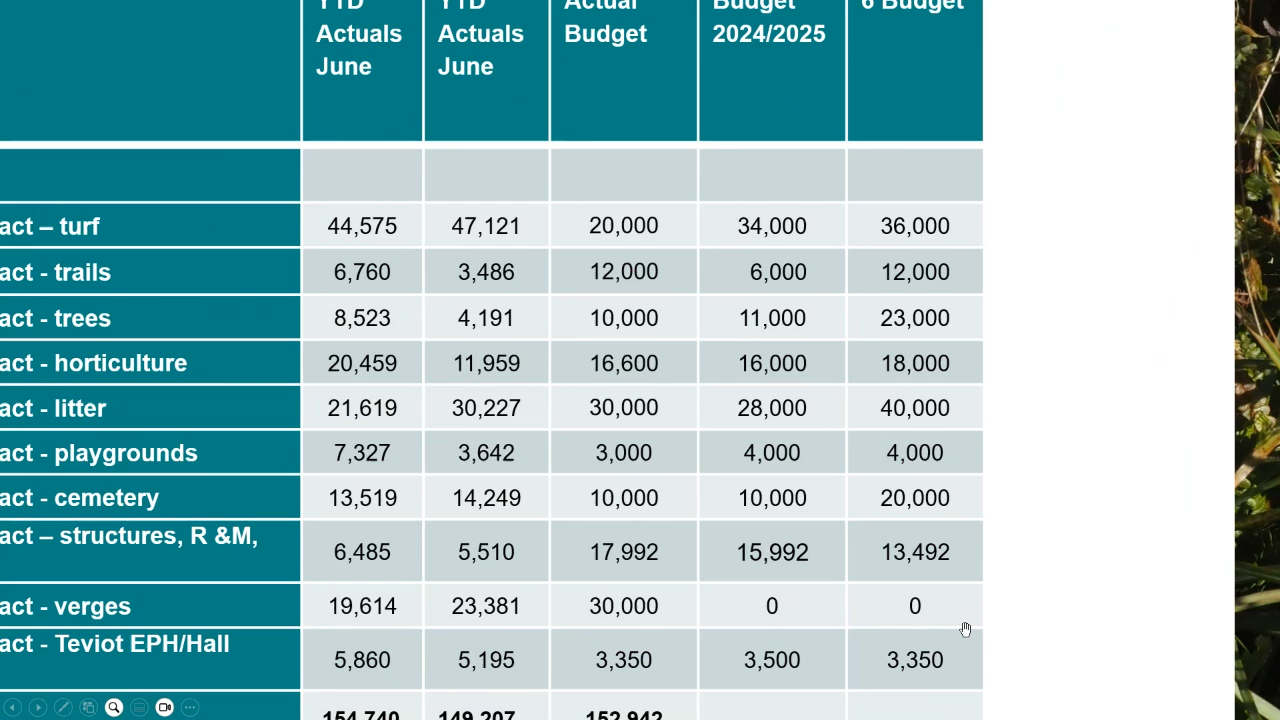 YTD YTD Actual Budget 6 Budget
Actuals Actuals Budget 2024/2025
June June
act – turf 44,575 47,121 20,000 34,000 36,000
act - trails 6,760 3,486 12,000 6,000 12,000
act - trees 8,523 4,191 10,000 11,000 23,000
act - horticulture 20,459 11,959 16,600 16,000 18,000
act - litter 21,619 30,227 30,000 28,000 40,000
act - playgrounds 7,327 3,642 3,000 4,000 4,000
act - cemetery 13,519 14,249 10,000 10,000 20,000
act – structures, R &M,
6,485 5,510 17,992 15,992 13,492
act - verges 19,614 23,381 30,000 0 0
act - Teviot EPH/Hall
5,860 5,195 3,350 3,500 3,350
154,740 149,207 152,942